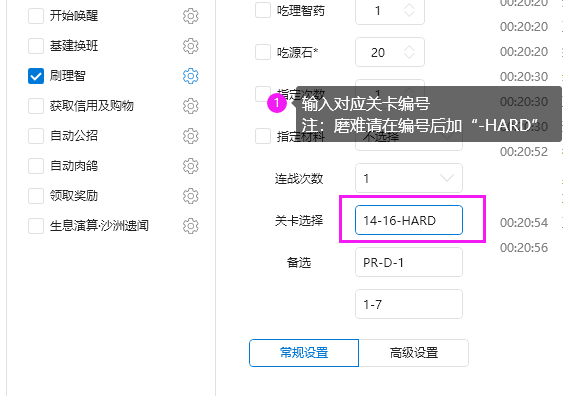 开始唤醒
基建换班
刷理智
获取信用及购物
自动公招
自动肉鸽
领取奖励
生息演算·沙洲遗闻
吃理智药
1
吃源石*
20
指定次数
1
指定材料
不选择
1
输入对应关卡编号
注：磨难请在编号后加“-HARD”
连战次数
1
关卡选择
14-16-HARD
备选
PR-D-1
1-7
常规设置
高级设置
00:20:20
00:20:20
00:20:30
00:20:30
00:20:30
00:20:52
00:20:54
00:20:56